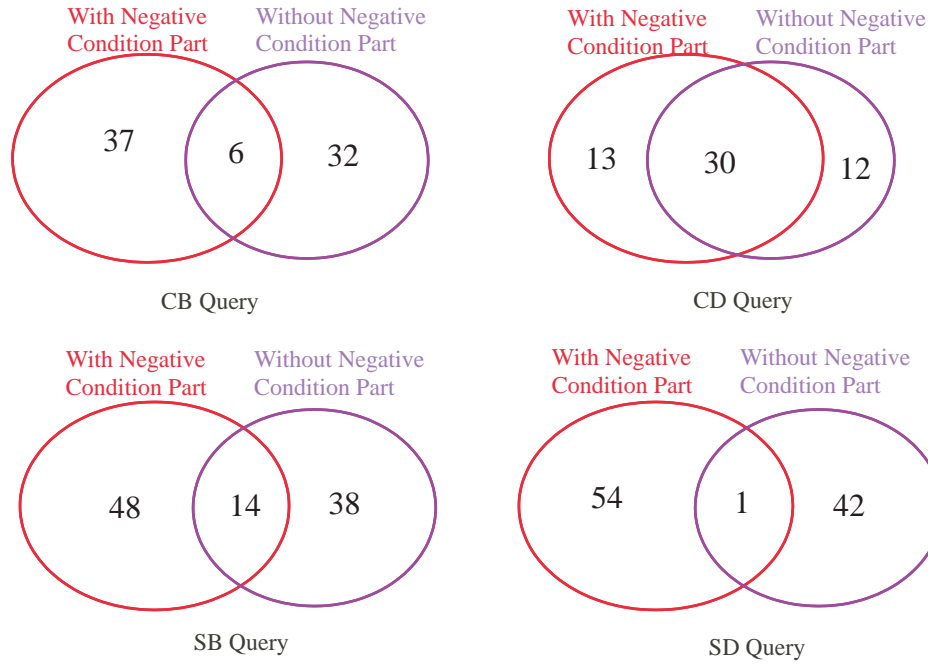 With Negative
Condition Part
Without Negative
Condition Part
37
6
32
CB Query
With Negative
Condition Part
Without Negative
Condition Part
13
30
12
CD Query
With Negative
Condition Part
Without Negative
Condition Part
48
14
38
SB Query
With Negative
Condition Part
Without Negative
Condition Part
54
1
42
SD Query